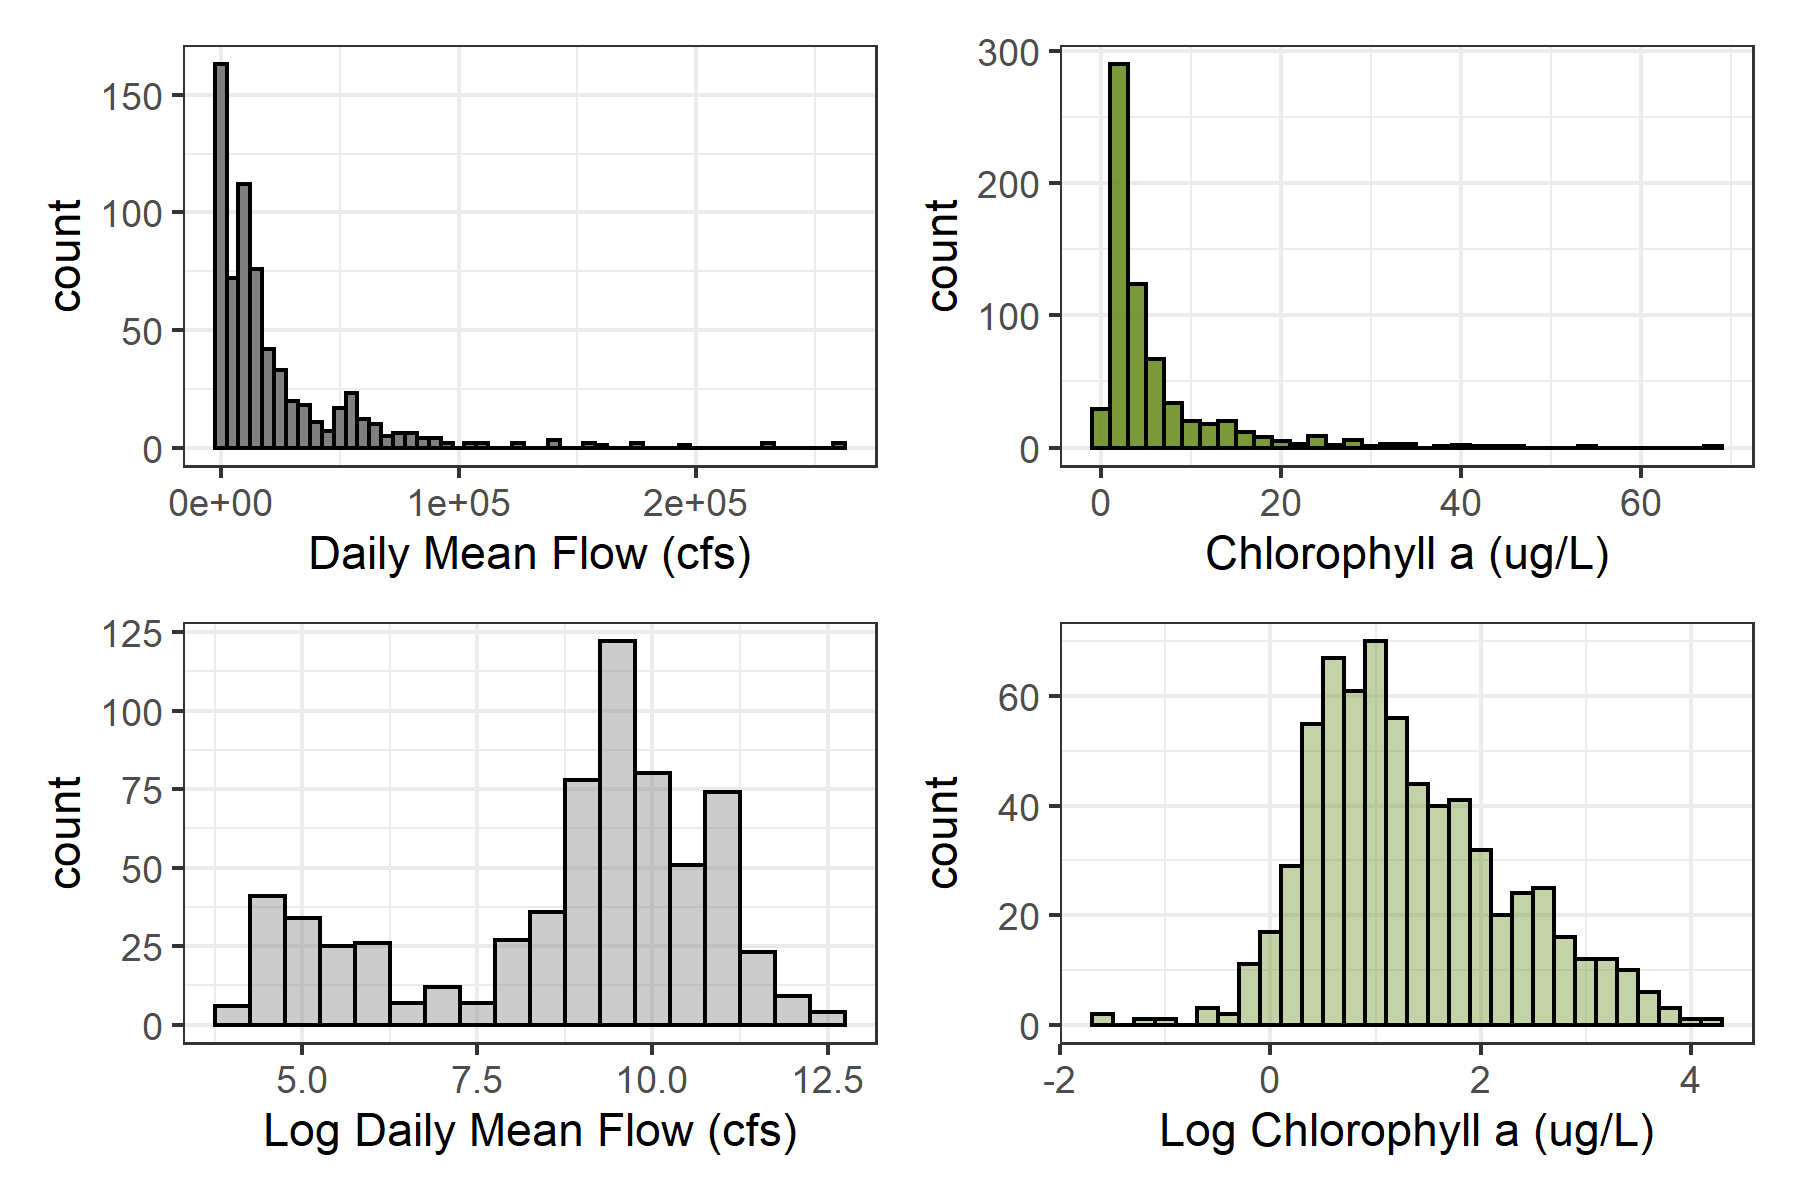 count
150
100
50
0
0e+00 1e+05 2e+05
Daily Mean Flow (cfs)
count
300
200
100
0
0 20 40 60
Chlorophyll a (ug/L)
count
125
100
75
50
25
0
5.0 7.5 10.0 12.5
Log Daily Mean Flow (cfs)
count
60
40
20
0
-2 0 2 4
Log Chlorophyll a (ug/L)